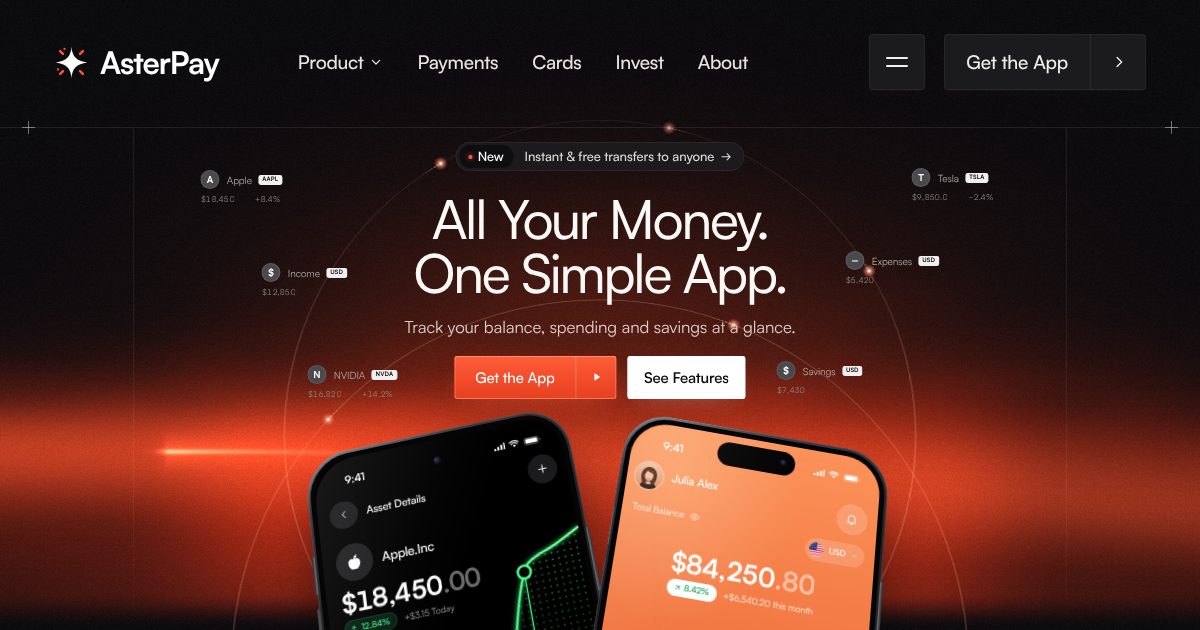 AsterPay
Product
Payments
Cards
Invest
About
Get the App
New
Instant & free transfers to anyone →
A Apple AAPL
$18,450 +8.4%
T Tesla TSLA
$9,850.0 −2.4%
All Your Money.
One Simple App.
$ Income USD
$12,850
Expenses USD
$5,420
Track your balance, spending and savings at a glance.
N NVIDIA NVDA
$16,820 +14.2%
Get the App
See Features
$ Savings USD
$7,430
9:41
Asset Details
Apple.Inc
$18,450.00
12.84% +$3.15 Today
9:41
Julia Alex
Total Balance
USD
$84,250.80
8.42% +$6,540.20 this month